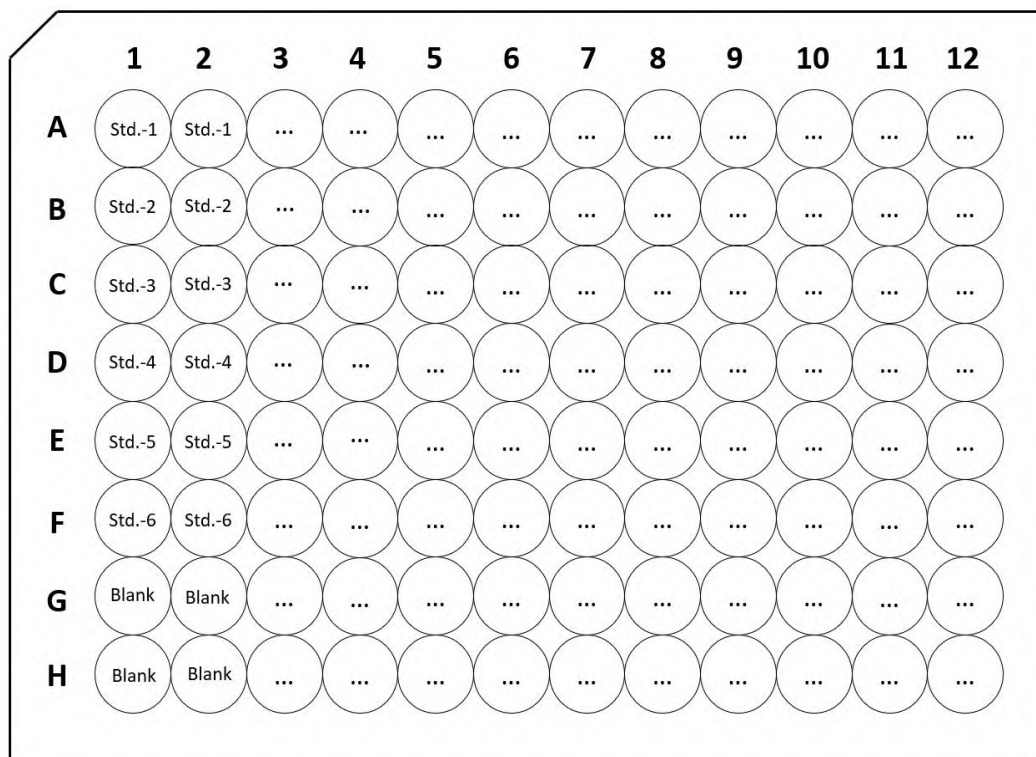 1 2 3 4 5 6 7 8 9 10 11 12
A Std.-1 Std.-1 ... ... ... ... ... ... ... ... ... ...
B Std.-2 Std.-2 ... ... ... ... ... ... ... ... ... ...
C Std.-3 Std.-3 ... ... ... ... ... ... ... ... ... ...
D Std.-4 Std.-4 ... ... ... ... ... ... ... ... ... ...
E Std.-5 Std.-5 ... ... ... ... ... ... ... ... ... ...
F Std.-6 Std.-6 ... ... ... ... ... ... ... ... ... ...
G Blank Blank ... ... ... ... ... ... ... ... ... ...
H Blank Blank ... ... ... ... ... ... ... ... ... ...